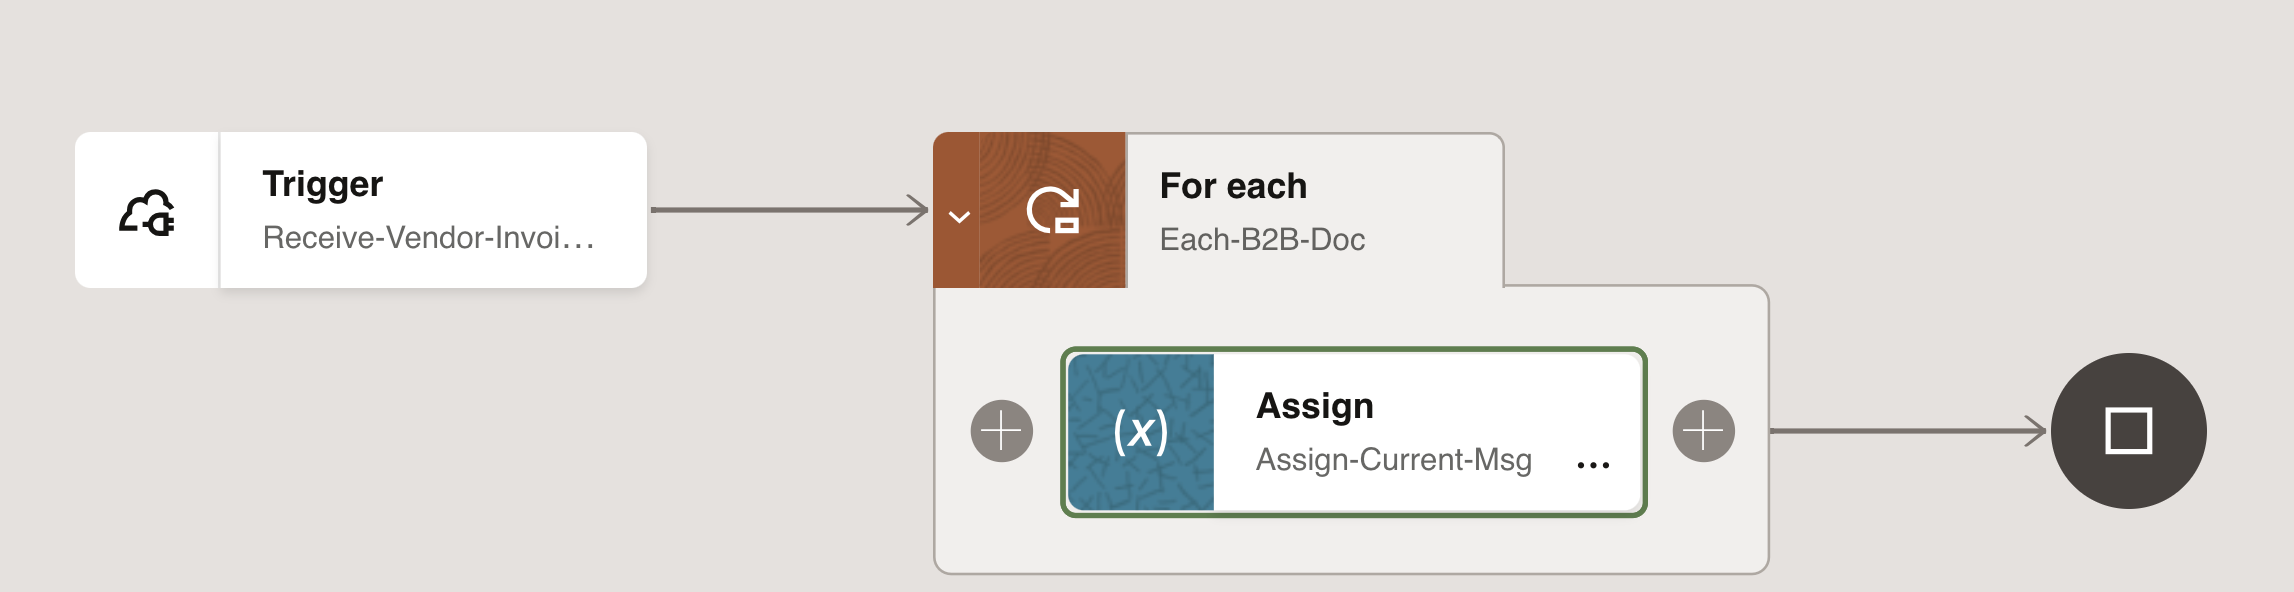 Trigger
Receive-Vendor-Invoi...
For each
Each-B2B-Doc
(x)
Assign
Assign-Current-Msg
...